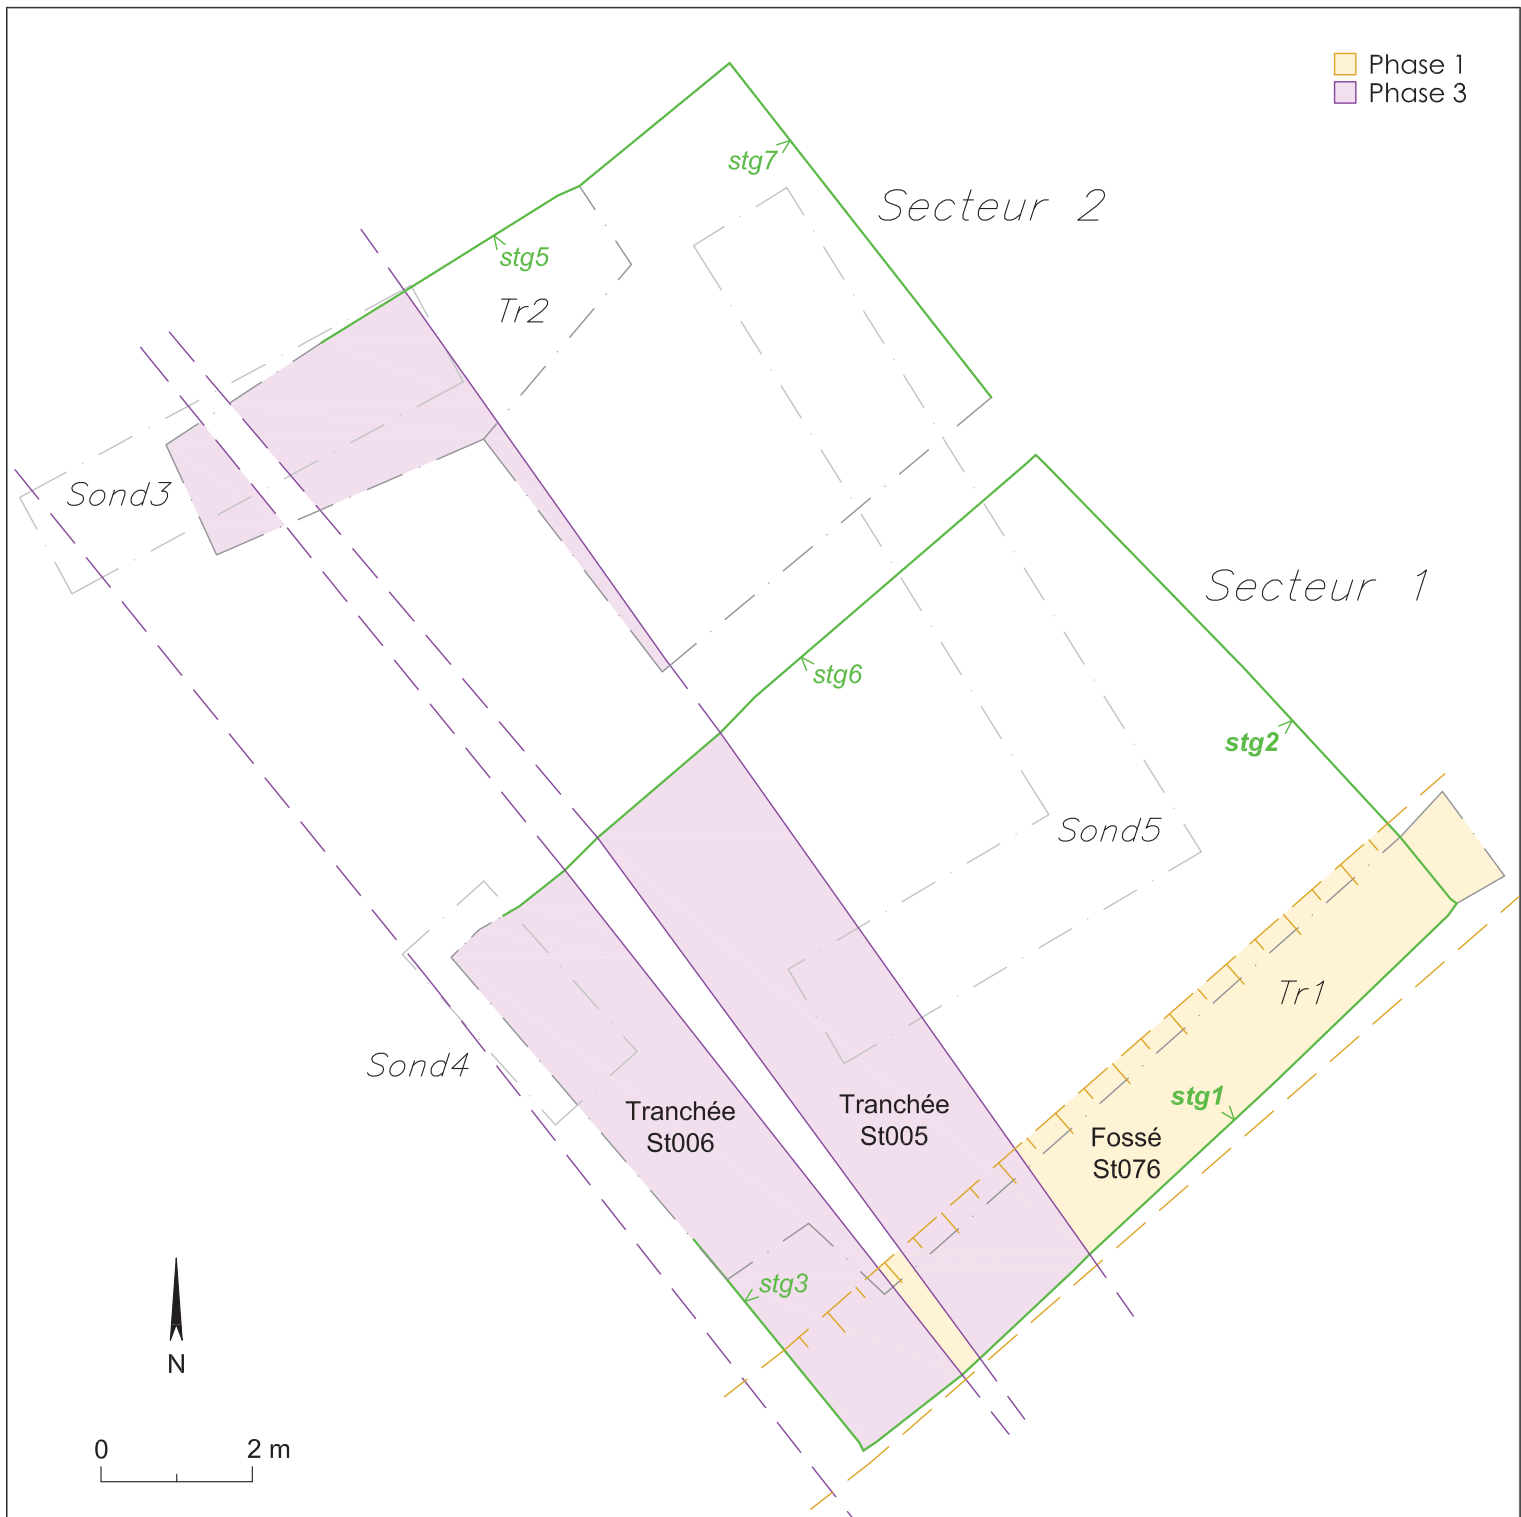 Phase 1
Phase 3
stg7
Secteur 2
stg5
Tr2
Sond3
Secteur 1
stg6
stg2
Sond5
Tr1
Sond4
stg1
Tranchée
St006
Tranchée
St005
Fossé
St076
stg3
N
0 2 m